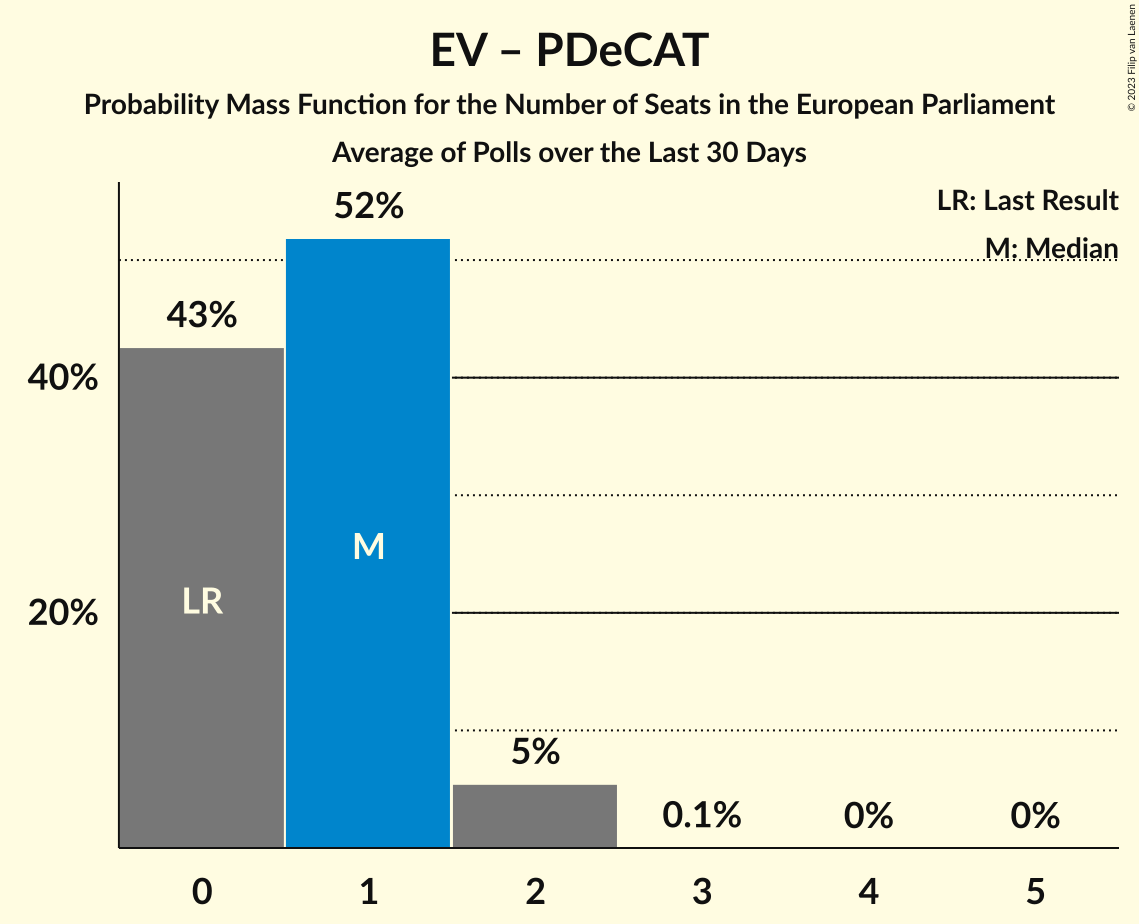 EV – PDeCAT
Probability Mass Function for the Number of Seats in the European Parliament
Average of Polls over the Last 30 Days
© 2023 Filip van Laenen
LR: Last Result
M: Median
52%
43%
40%
M
LR
20%
5%
0.1%
0%
0%
0
1
2
3
4
5